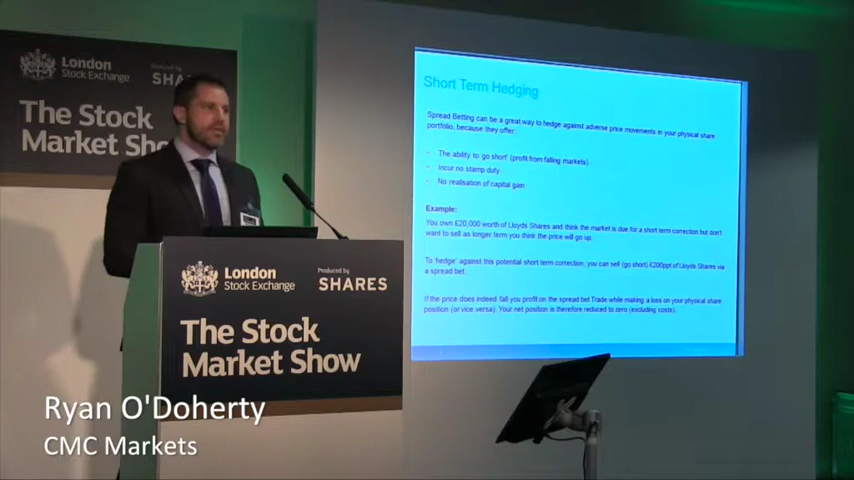 London
Stock Exchange
Produced by
SHAR
The Stock
Market Sho
Short Term Hedging
Spread Betting can be a great way to hedge against adverse price movements in your physical share
portfolio, because they offer:
- The ability to 'go short' (profit from falling markets)
- Incur no stamp duty
- No realisation of capital gain
Example:
You own £20,000 worth of Lloyds Shares and think the market is due for a short term correction but don't
want to sell as longer term you think the price will go up.
To 'hedge' against this potential short term correction, you can sell (go short) £200ppt of Lloyds Shares via
a spread bet.
If the price does indeed fall you profit on the spread bet Trade while making a loss on your physical share
position (or vice versa). Your net position is therefore reduced to zero (excluding costs).
London
Stock Exchange
Produced by
SHARES
The Stock
Market Show
Ryan O'Doherty
CMC Markets